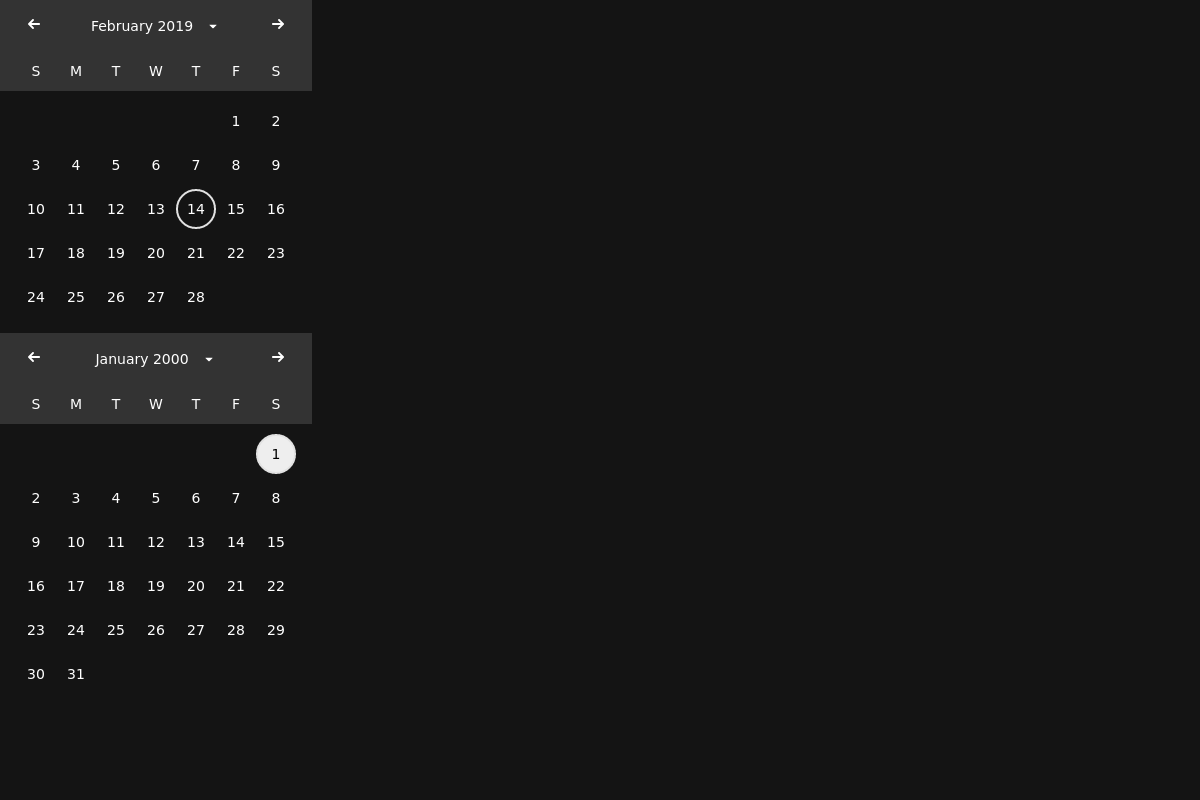 February 2019
S M T W T F S
1 2
3 4 5 6 7 8 9
10 11 12 13 14 15 16
17 18 19 20 21 22 23
24 25 26 27 28
January 2000
S M T W T F S
1
2 3 4 5 6 7 8
9 10 11 12 13 14 15
16 17 18 19 20 21 22
23 24 25 26 27 28 29
30 31